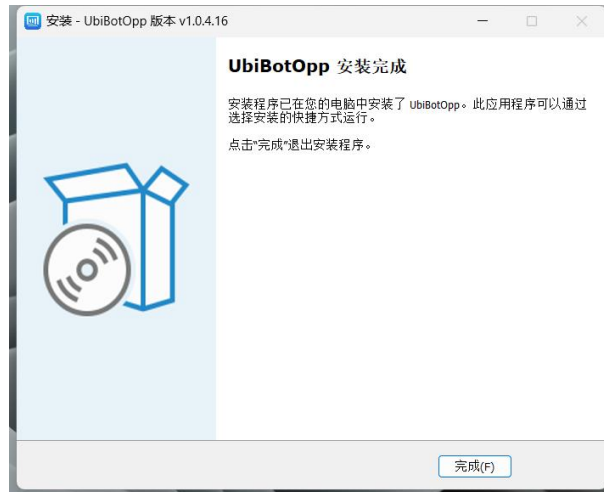 安装 - UbiBotOpp 版本 v1.0.4.16
UbiBotOpp 安装完成
安装程序已在您的电脑中安装了 UbiBotOpp。此应用程序可以通过
选择安装的快捷方式运行。
点击"完成"退出安装程序。
完成(F)